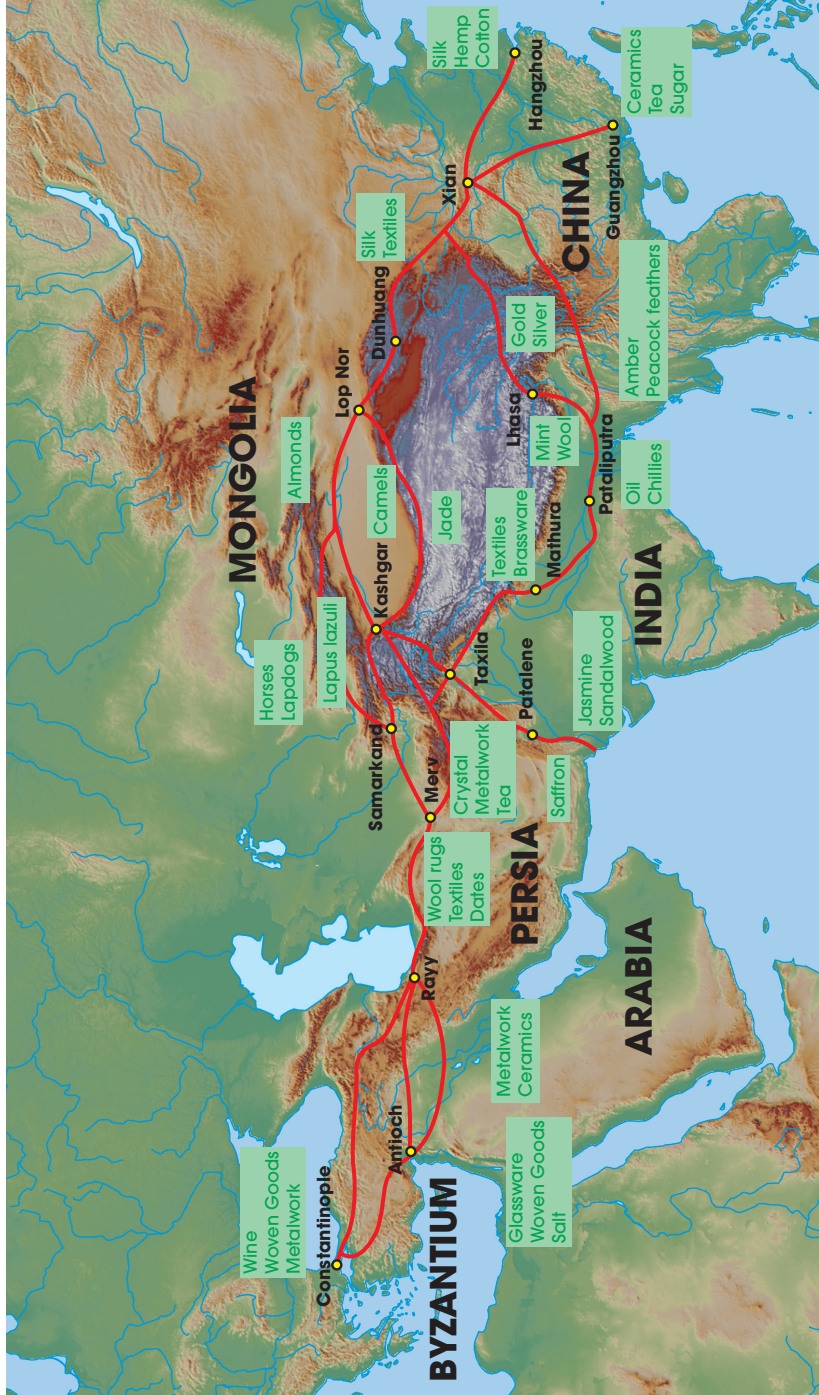 MONGOLIA
CHINA
INDIA
PERSIA
ARABIA
BYZANTIUM
Wine
Woven Goods
Metalwork
Constantinople
Antioch
Glassware
Woven Goods
Salt
Metalwork
Ceramics
Rayy
Wool rugs
Textiles
Dates
Merv
Samarkand
Crystal
Metalwork
Tea
Saffron
Horses
Lapdogs
Lapus lazuli
Kashgar
Taxila
Patalene
Jasmine
Sandalwood
Almonds
Camels
Jade
Textiles
Brassware
Mathura
Pataliputra
Oil
Chillies
Mint
Wool
Lhasa
Gold
Silver
Amber
Peacock feathers
Lop Nor
Dunhuang
Silk
Textiles
Xian
Hangzhou
Silk
Hemp
Cotton
Guangzhou
Ceramics
Tea
Sugar